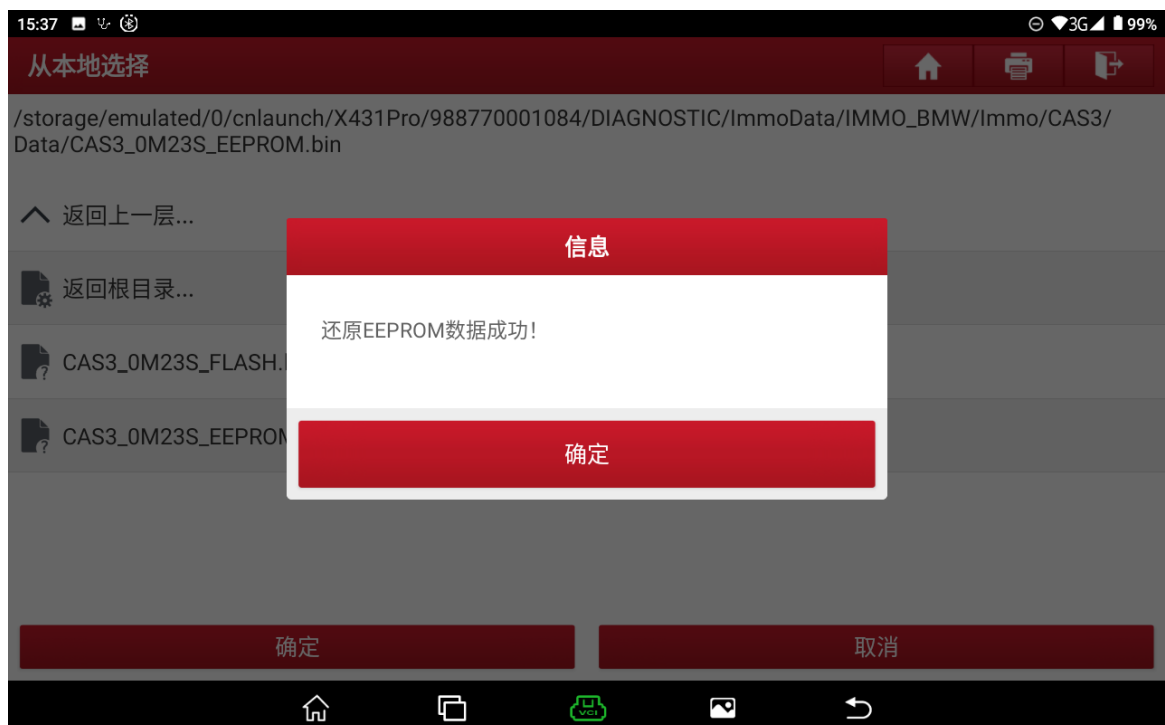 15:37
3G 99%
从本地选择
/storage/emulated/0/cnlaunch/X431Pro/988770001084/DIAGNOSTIC/ImmoData/IMMO_BMW/Immo/CAS3/
Data/CAS3_0M23S_EEPROM.bin
返回上一层...
信息
返回根目录...
还原EEPROM数据成功!
CAS3_0M23S_FLASH.
CAS3_0M23S_EEPROM
确定
确定
取消
VCI